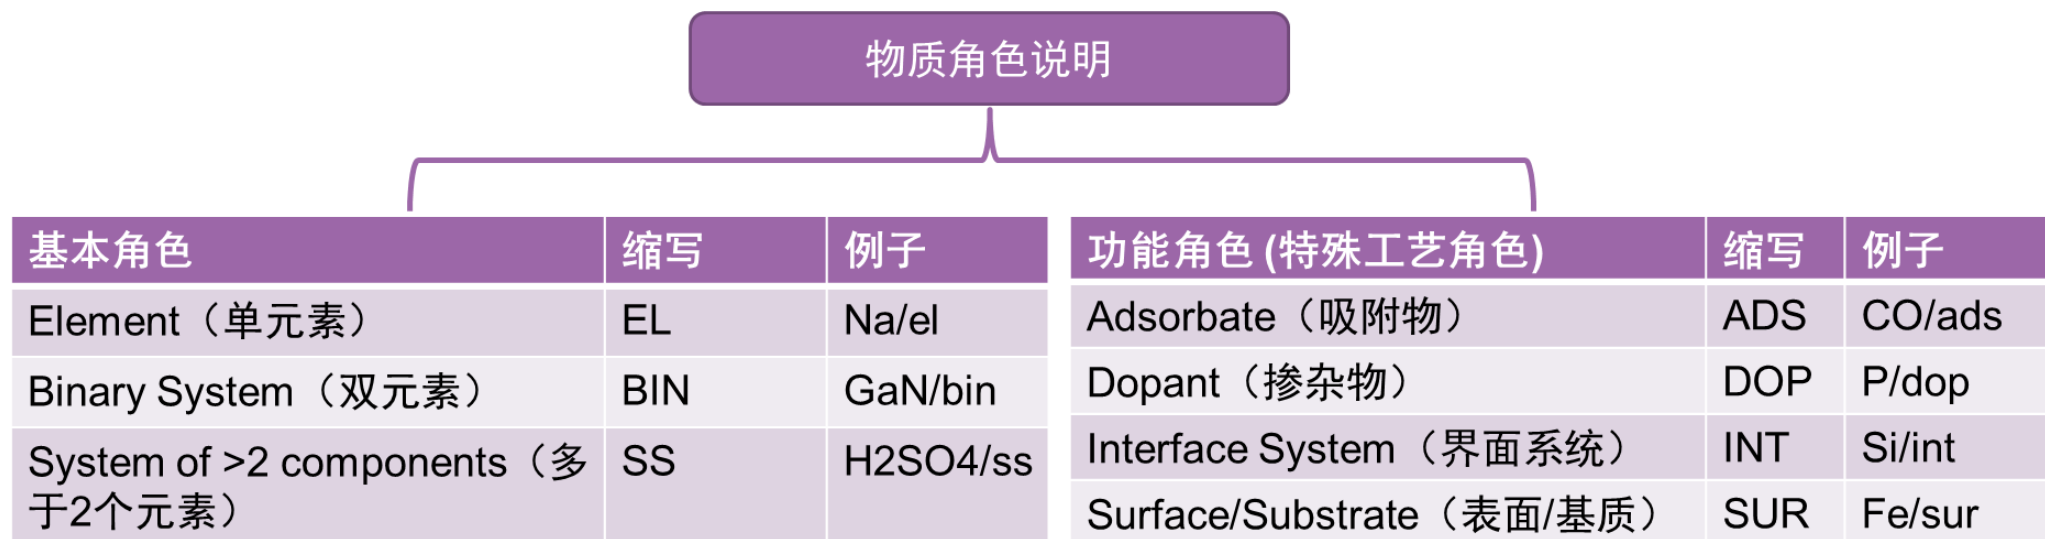 物质角色说明
基本角色 缩写 例子
Element（单元素） EL Na/el
Binary System（双元素） BIN GaN/bin
System of >2 components（多 SS H2SO4/ss
于2个元素）
功能角色 (特殊工艺角色) 缩写 例子
Adsorbate（吸附物） ADS CO/ads
Dopant（掺杂物） DOP P/dop
Interface System（界面系统） INT Si/int
Surface/Substrate（表面/基质） SUR Fe/sur